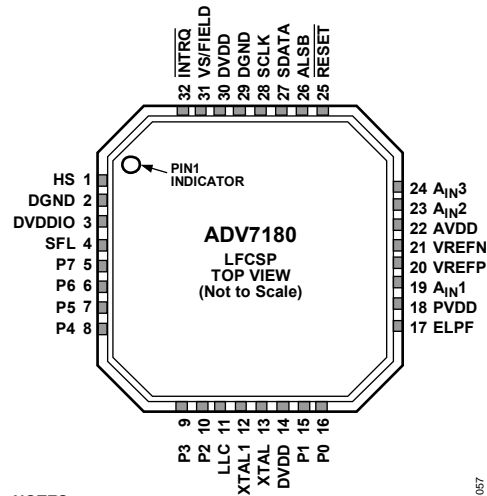 32 INTRQ
31 VS/FIELD
30 DVDD
29 DGND
28 SCLK
27 SDATA
26 ALSB
25 RESET
HS 1
DGND 2
DVDDIO 3
SFL 4
P7 5
P6 6
P5 7
P4 8
PIN1
INDICATOR
ADV7180
LFCSP
TOP VIEW
(Not to Scale)
24 AIN3
23 AIN2
22 AVDD
21 VREFN
20 VREFP
19 AIN1
18 PVDD
17 ELPF
P3 9
P2 10
LLC 11
XTAL1 12
XTAL 13
DVDD 14
P1 15
P0 16
057